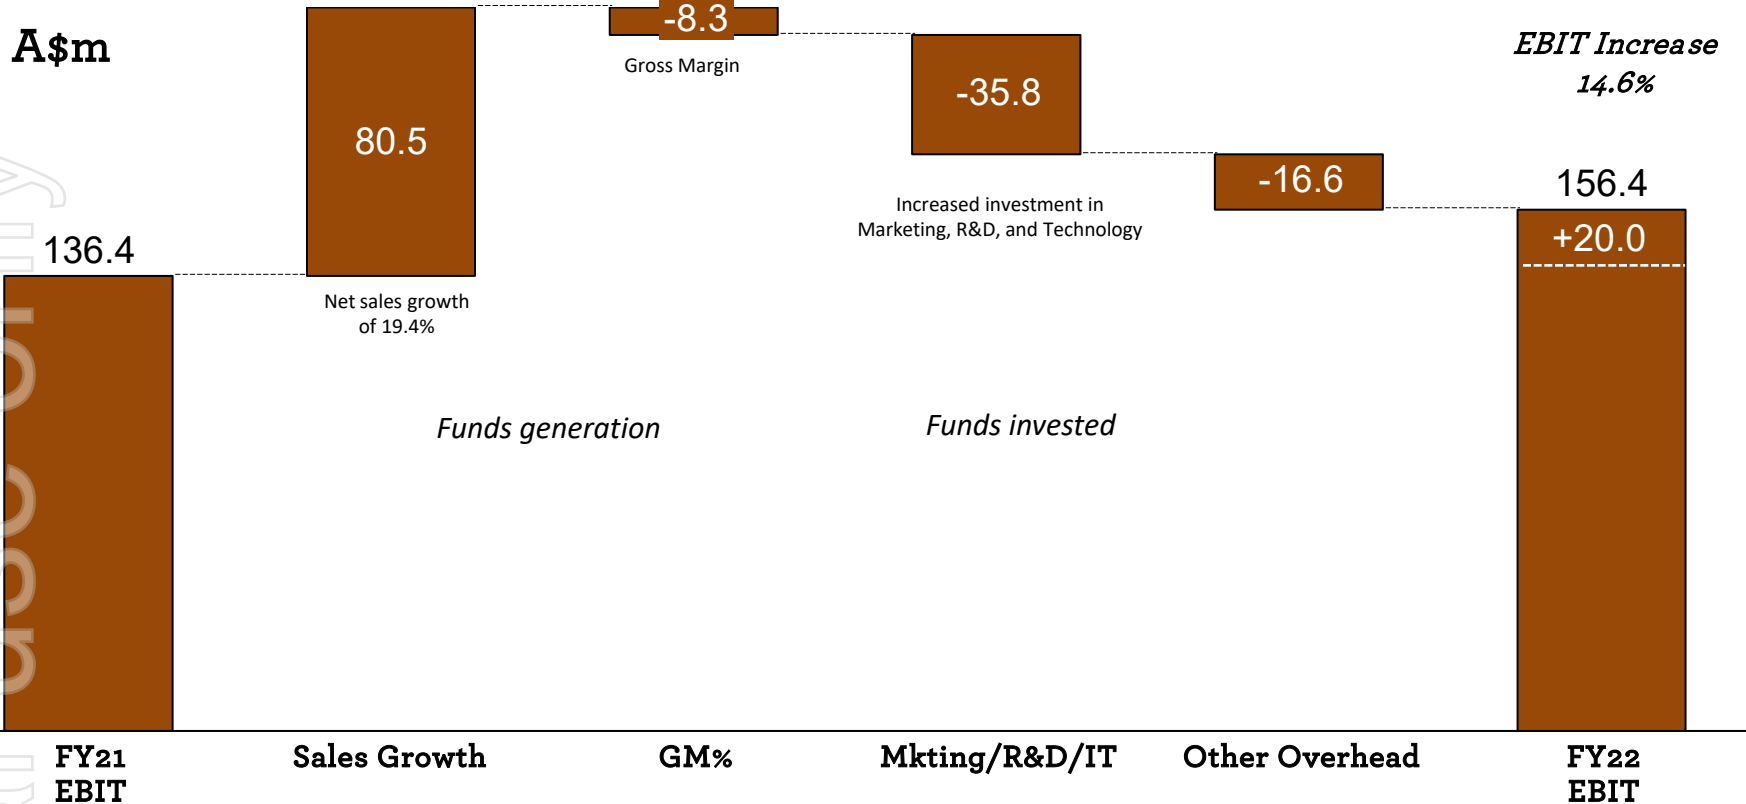 A$m
EBIT Increase
14.6%
-8.3
Gross Margin
80.5
-35.8
-16.6
156.4
+20.0
136.4
Increased investment in
Marketing, R&D, and Technology
Net sales growth
of 19.4%
Funds generation
Funds invested
FY21
EBIT
Sales Growth
GM%
Mkting/R&D/IT
Other Overhead
FY22
EBIT